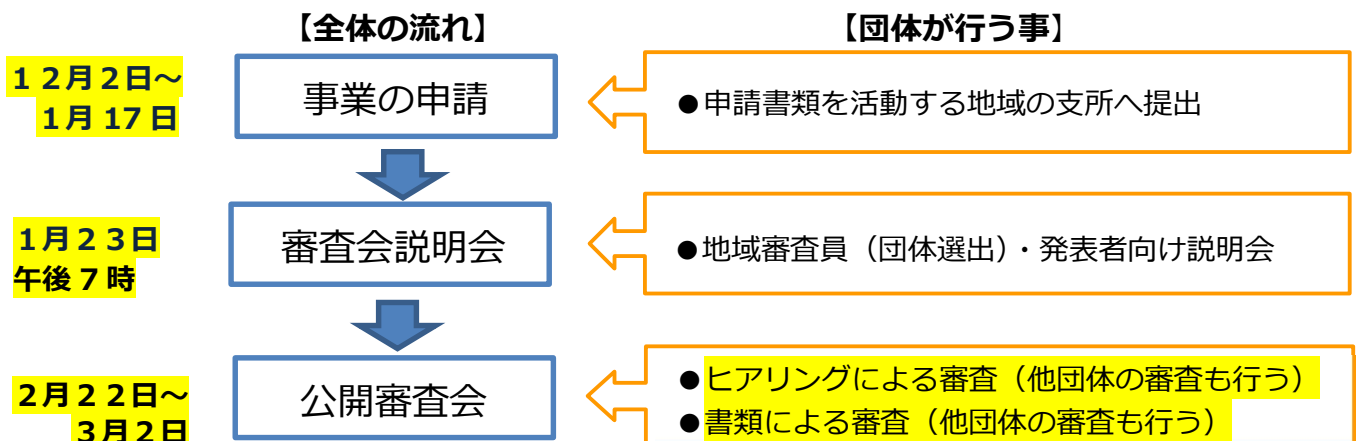 【全体の流れ】 【団体が行う事】
１２月２日～
１月 17 日
事業の申請
●申請書類を活動する地域の支所へ提出
１月２３日
午後７時
審査会説明会
●地域審査員（団体選出）・発表者向け説明会
２月２２日～
３月２日
公開審査会
●ヒアリングによる審査（他団体の審査も行う）
●書類による審査（他団体の審査も行う）